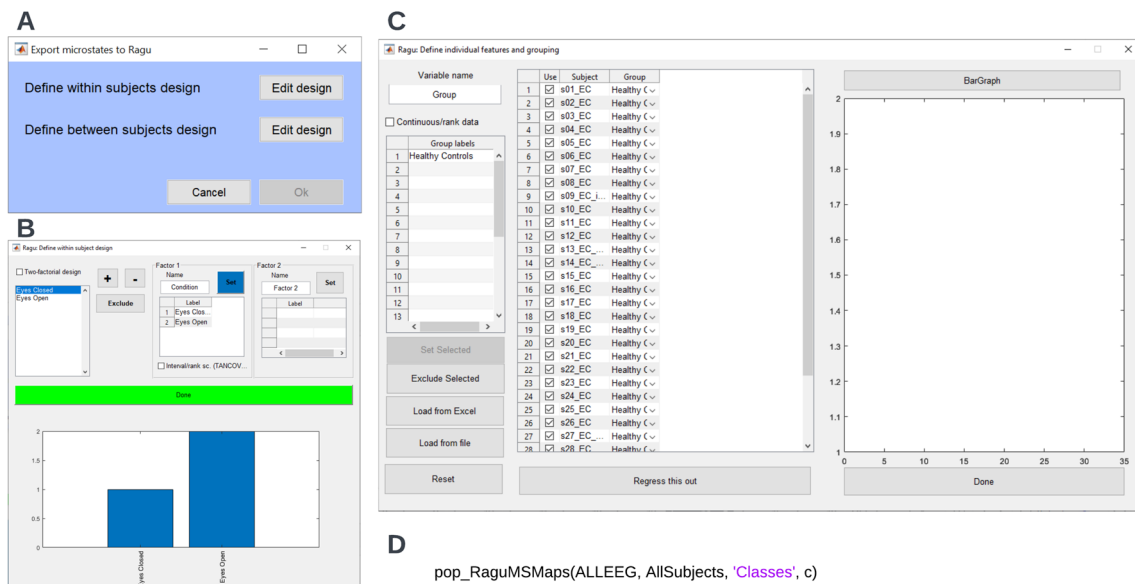 A
Export microstates to Ragu
Define within subjects design
Edit design
Define between subjects design
Edit design
Cancel
Ok
B
Ragu: Define within subject design
Two-factorial design
Eyes Closed
Eyes Open
+
-
Exclude
Factor 1
Name
Condition
Set
Label
1 Eyes Clos...
2 Eyes Open
Interval/rank sc. (TANCOV...
Factor 2
Name
Factor 2
Set
Label
Done
2
1.5
1
0.5
0
yes Closed
Eyes Open
C
Ragu: Define individual features and grouping
Variable name
Group
Continuous/rank data
Group labels
1 Healthy Controls
2
3
4
5
6
7
8
9
10
11
12
13
Set Selected
Exclude Selected
Load from Excel
Load from file
Reset
Use Subject Group
1 s01_EC Healthy C
2 s02_EC Healthy C
3 s03_EC Healthy C
4 s04_EC Healthy C
5 s05_EC Healthy C
6 s06_EC Healthy C
7 s07_EC Healthy C
8 s08_EC Healthy C
9 s09_EC_i... Healthy C
10 s10_EC Healthy C
11 s11_EC Healthy C
12 s12_EC Healthy C
13 s13_EC_... Healthy C
14 s14_EC_... Healthy C
15 s15_EC Healthy C
16 s16_EC Healthy C
17 s17_EC Healthy C
18 s18_EC Healthy C
19 s19_EC Healthy C
20 s20_EC Healthy C
21 s21_EC Healthy C
22 s22_EC Healthy C
23 s23_EC Healthy C
24 s24_EC Healthy C
25 s25_EC Healthy C
26 s26_EC Healthy C
27 s27_EC_... Healthy C
28 s28_EC Healthy C
Regress this out
BarGraph
2
1.9
1.8
1.7
1.6
1.5
1.4
1.3
1.2
1.1
1
0 5 10 15 20 25 30 35
Done
D
pop_RaguMSMaps(ALLEEG, AllSubjects, 'Classes', c)